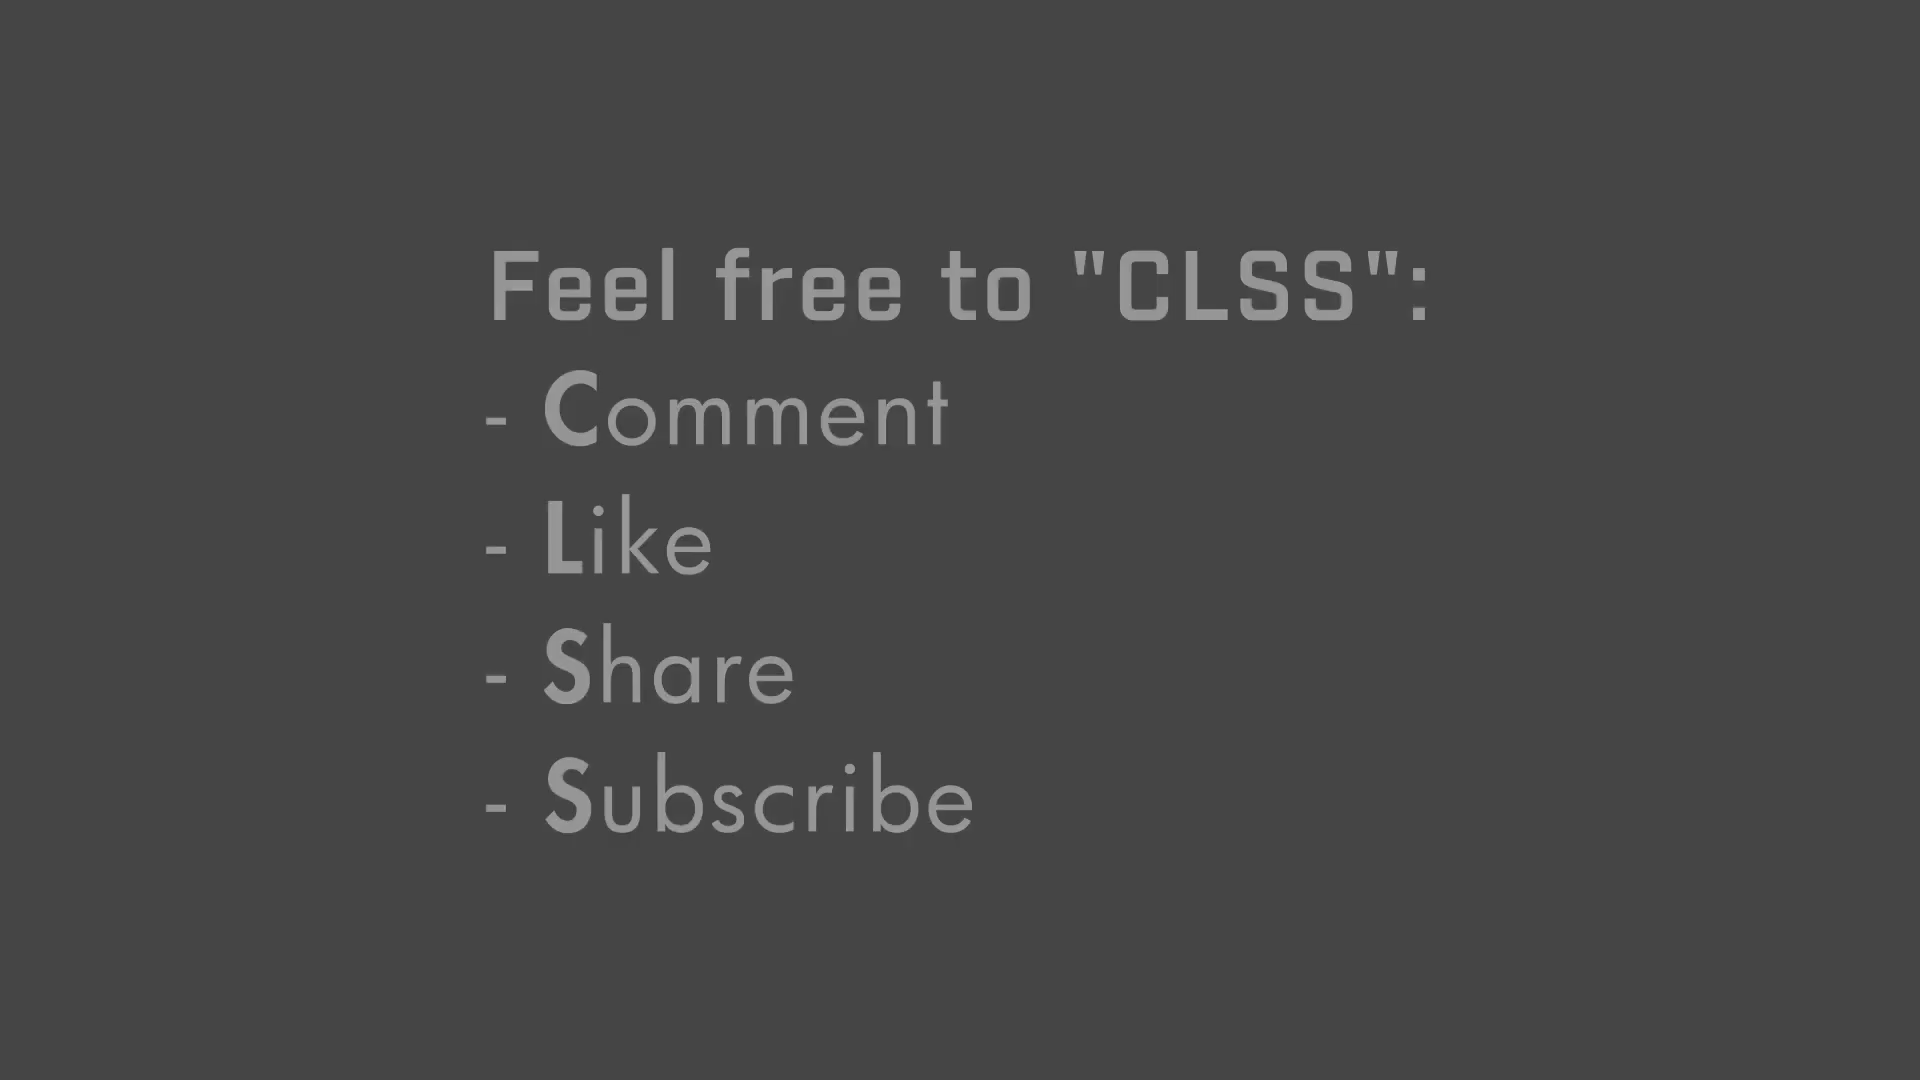 Feel free to "CLSS":
- Comment
- Like
- Share
- Subscribe